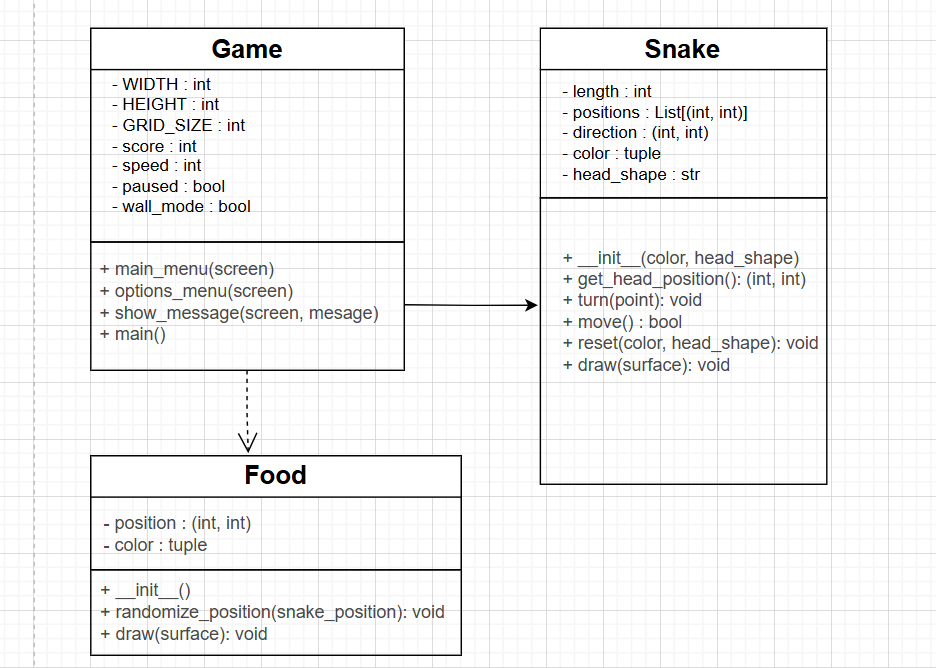 Game
- WIDTH : int
- HEIGHT : int
- GRID_SIZE : int
- score : int
- speed : int
- paused : bool
- wall_mode : bool
+ main_menu(screen)
+ options_menu(screen)
+ show_message(screen, mesage)
+ main()
Snake
- length : int
- positions : List[(int, int)]
- direction : (int, int)
- color : tuple
- head_shape : str
+ __init__(color, head_shape)
+ get_head_position(): (int, int)
+ turn(point): void
+ move() : bool
+ reset(color, head_shape): void
+ draw(surface): void
Food
- position : (int, int)
- color : tuple
+ __init__()
+ randomize_position(snake_position): void
+ draw(surface): void